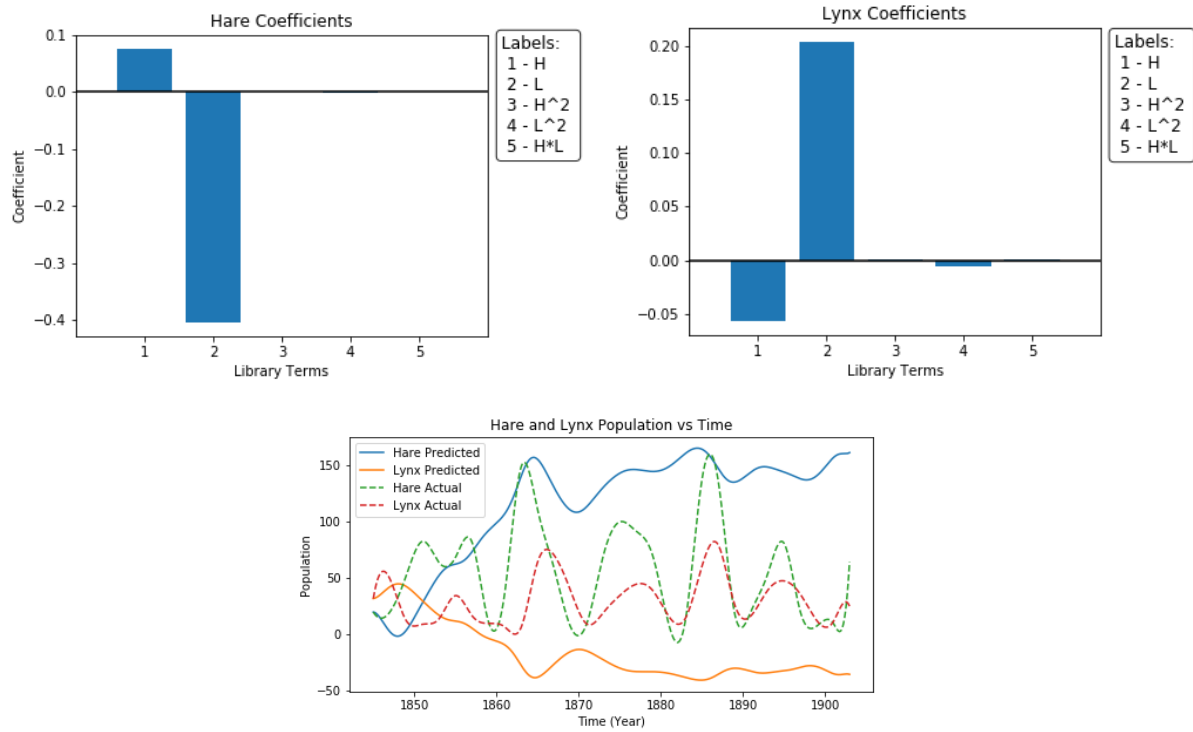 Hare Coefficients
0.1
0.0
−0.1
−0.2
−0.3
−0.4
Coefficient
1 2 3 4 5
Library Terms
Labels:
1 - H
2 - L
3 - H^2
4 - L^2
5 - H*L
Lynx Coefficients
0.20
0.15
0.10
0.05
0.00
−0.05
Coefficient
1 2 3 4 5
Library Terms
Labels:
1 - H
2 - L
3 - H^2
4 - L^2
5 - H*L
Hare and Lynx Population vs Time
Hare Predicted
Lynx Predicted
Hare Actual
Lynx Actual
150
100
50
0
−50
Population
1850 1860 1870 1880 1890 1900
Time (Year)